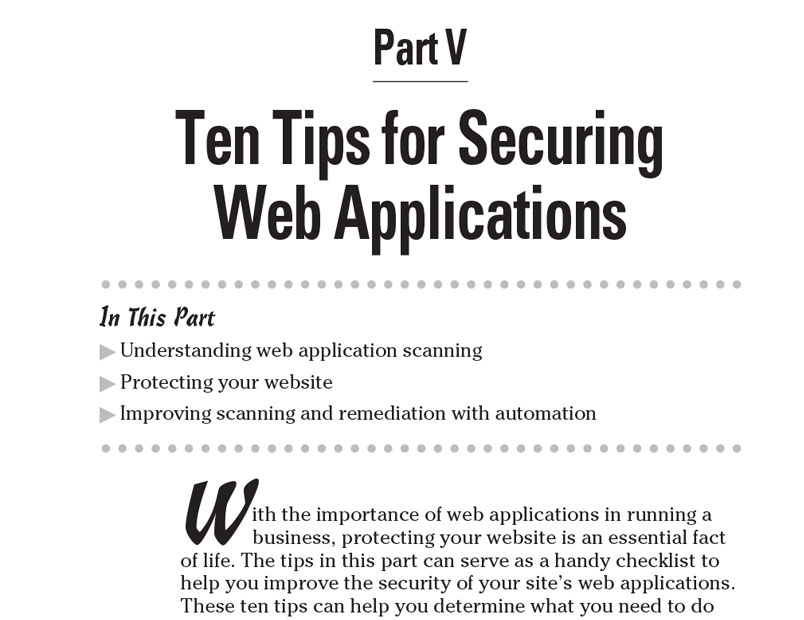 Part V
Ten Tips for Securing
Web Applications
In This Part
Understanding web application scanning
Protecting your website
Improving scanning and remediation with automation
With the importance of web applications in running a
business, protecting your website is an essential fact
of life. The tips in this part can serve as a handy checklist to
help you improve the security of your site's web applications.
These ten tips can help you determine what you need to do